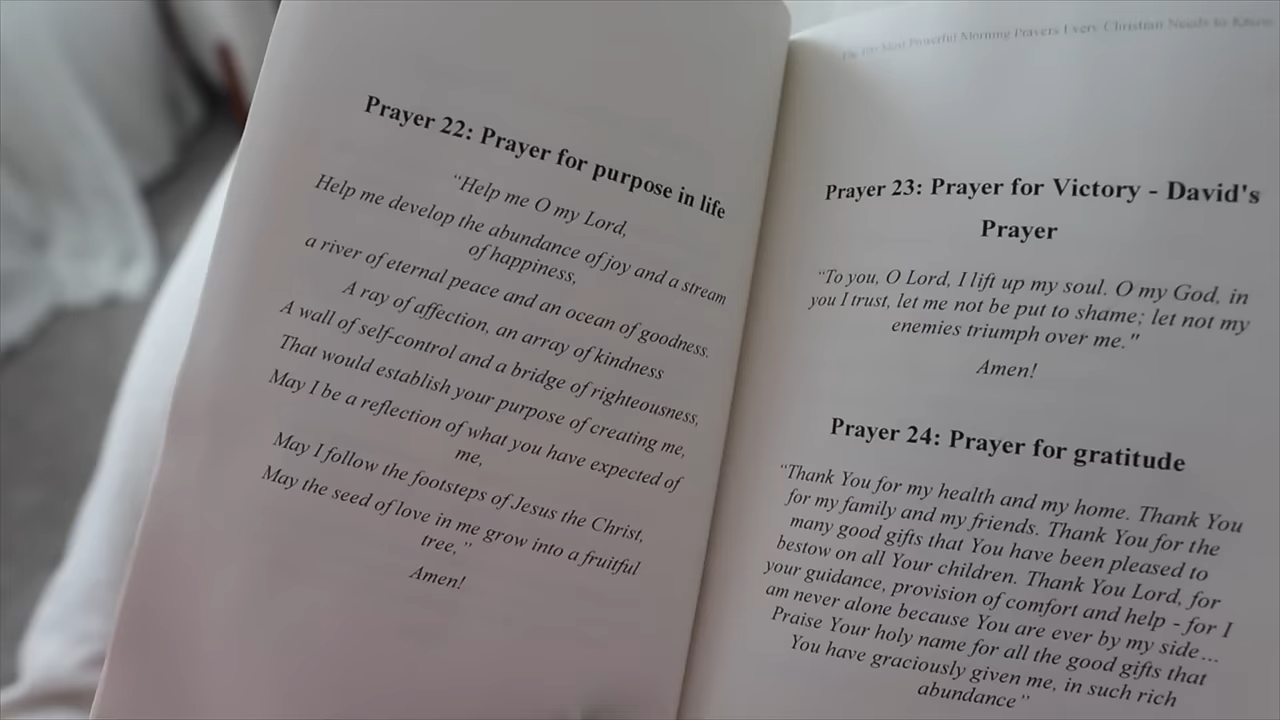 Prayer 22: Prayer for purpose in life
“Help me O my Lord,
Help me develop the abundance of joy and a stream
of happiness,
a river of eternal peace and an ocean of goodness.
A ray of affection, an array of kindness
A wall of self-control and a bridge of righteousness,
That would establish your purpose of creating me,
May I be a reflection of what you have expected of
me,
May I follow the footsteps of Jesus the Christ,
May the seed of love in me grow into a fruitful
tree,”
Amen!
The 100 Most Powerful Morning Prayers Every Christian Needs to Know
Prayer 23: Prayer for Victory - David's
Prayer
“To you, O Lord, I lift up my soul. O my God, in
you I trust, let me not be put to shame; let not my
enemies triumph over me."
Amen!
Prayer 24: Prayer for gratitude
“Thank You for my health and my home. Thank You
for my family and my friends. Thank You for the
many good gifts that You have been pleased to
bestow on all Your children. Thank You Lord, for
your guidance, provision of comfort and help - for I
am never alone because You are ever by my side…
Praise Your holy name for all the good gifts that
You have graciously given me, in such rich
abundance”